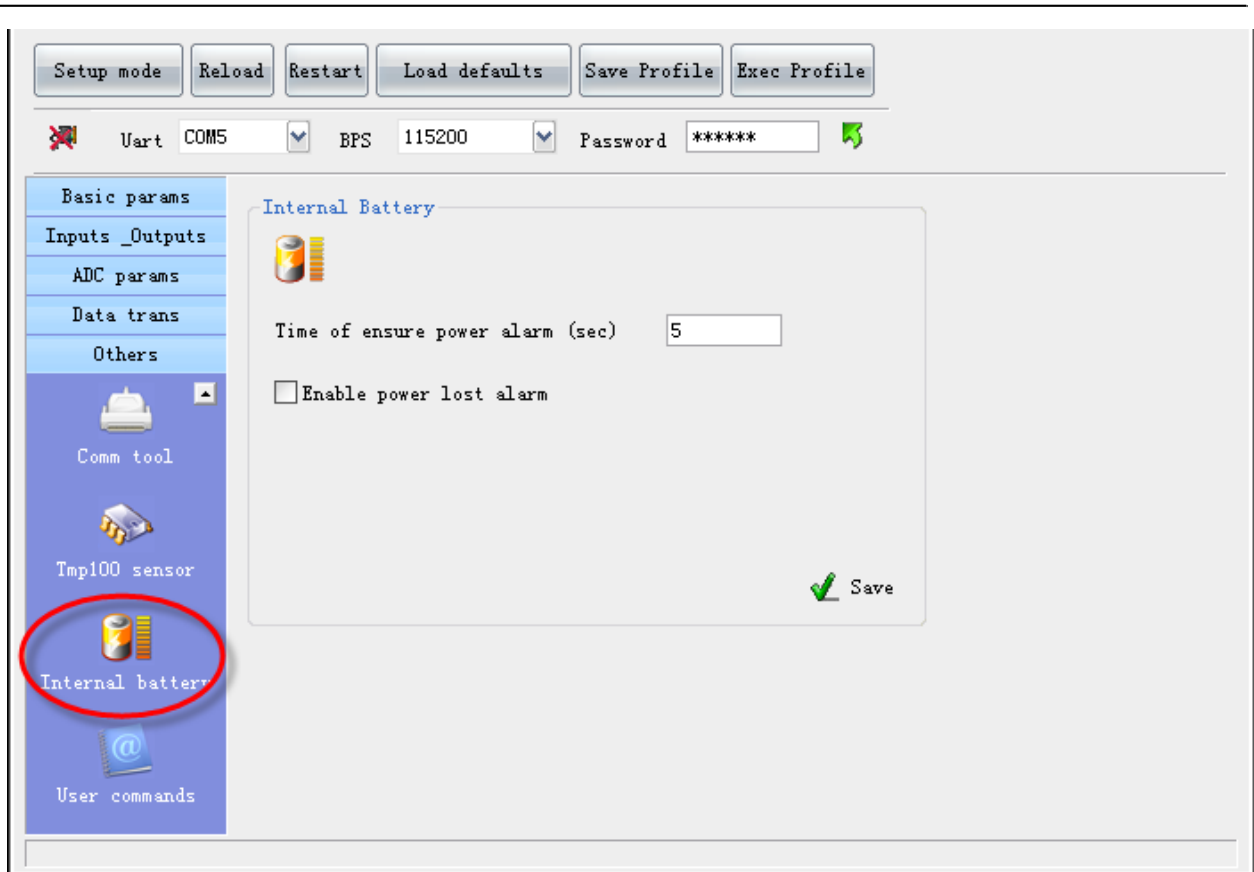 Setup mode Reload Restart Load defaults Save Profile Exec Profile
Uart COM5 BPS 115200 Password ******
Basic params
Inputs _Outputs
ADC params
Data trans
Others
Comm tool
Tmp100 sensor
Internal battery
User commands
Internal Battery
Time of ensure power alarm (sec) 5
Enable power lost alarm
Save